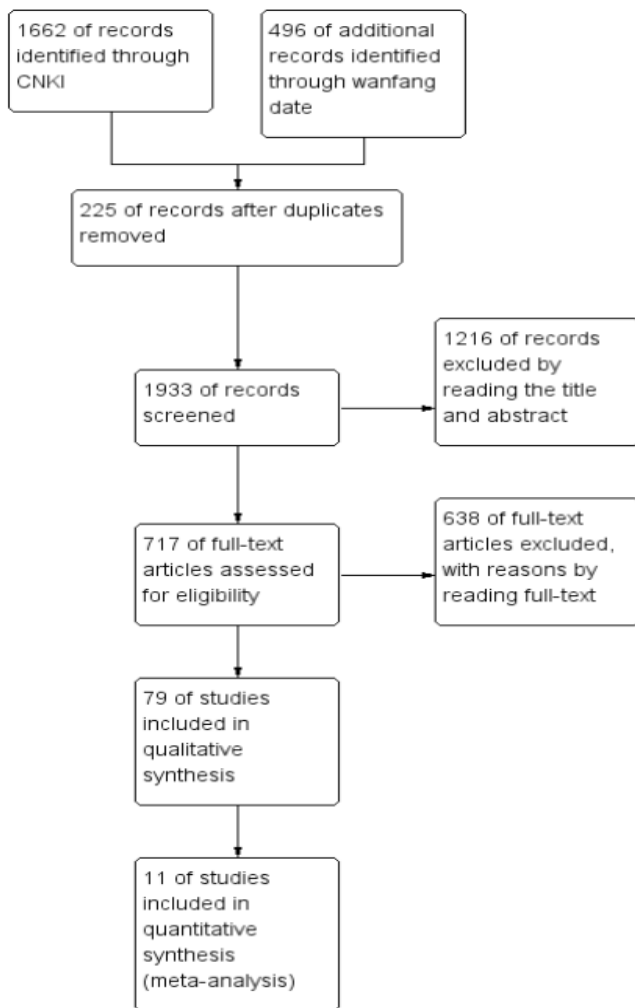 1662 of records
identified through
CNKI
496 of additional
records identified
through wanfang
date
225 of records after duplicates
removed
1933 of records
screened
1216 of records
excluded by
reading the title
and abstract
717 of full-text
articles assessed
for eligibility
638 of full-text
articles excluded,
with reasons by
reading full-text
79 of studies
included in
qualitative
synthesis
11 of studies
included in
quantitative
synthesis
(meta-analysis)